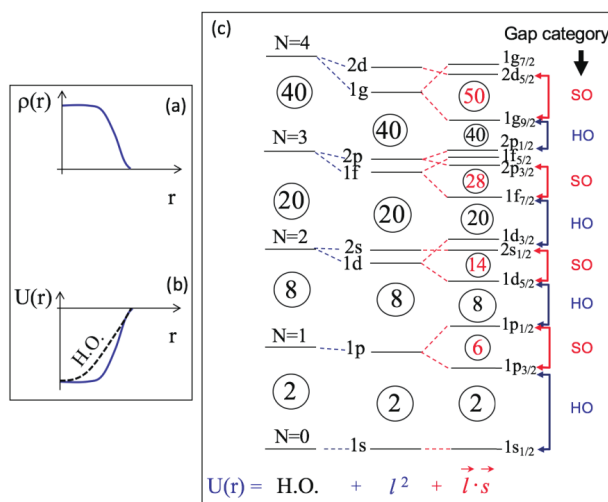 (a)
ρ(r)
r
(b)
U(r)
H.O.
r
(c)
Gap category
N=4
2d
1g
1g7/2
2d5/2
40
50
SO
1g9/2
40
40
HO
2p1/2
N=3
2p
1f
1f5/2
2p3/2
28
SO
1f7/2
20
20
20
HO
1d3/2
N=2
2s
1d
2s1/2
14
SO
1d5/2
8
8
8
HO
1p1/2
N=1
1p
6
SO
1p3/2
2
2
2
HO
N=0
1s
1s1/2
U(r) = H.O. + l² + l · s